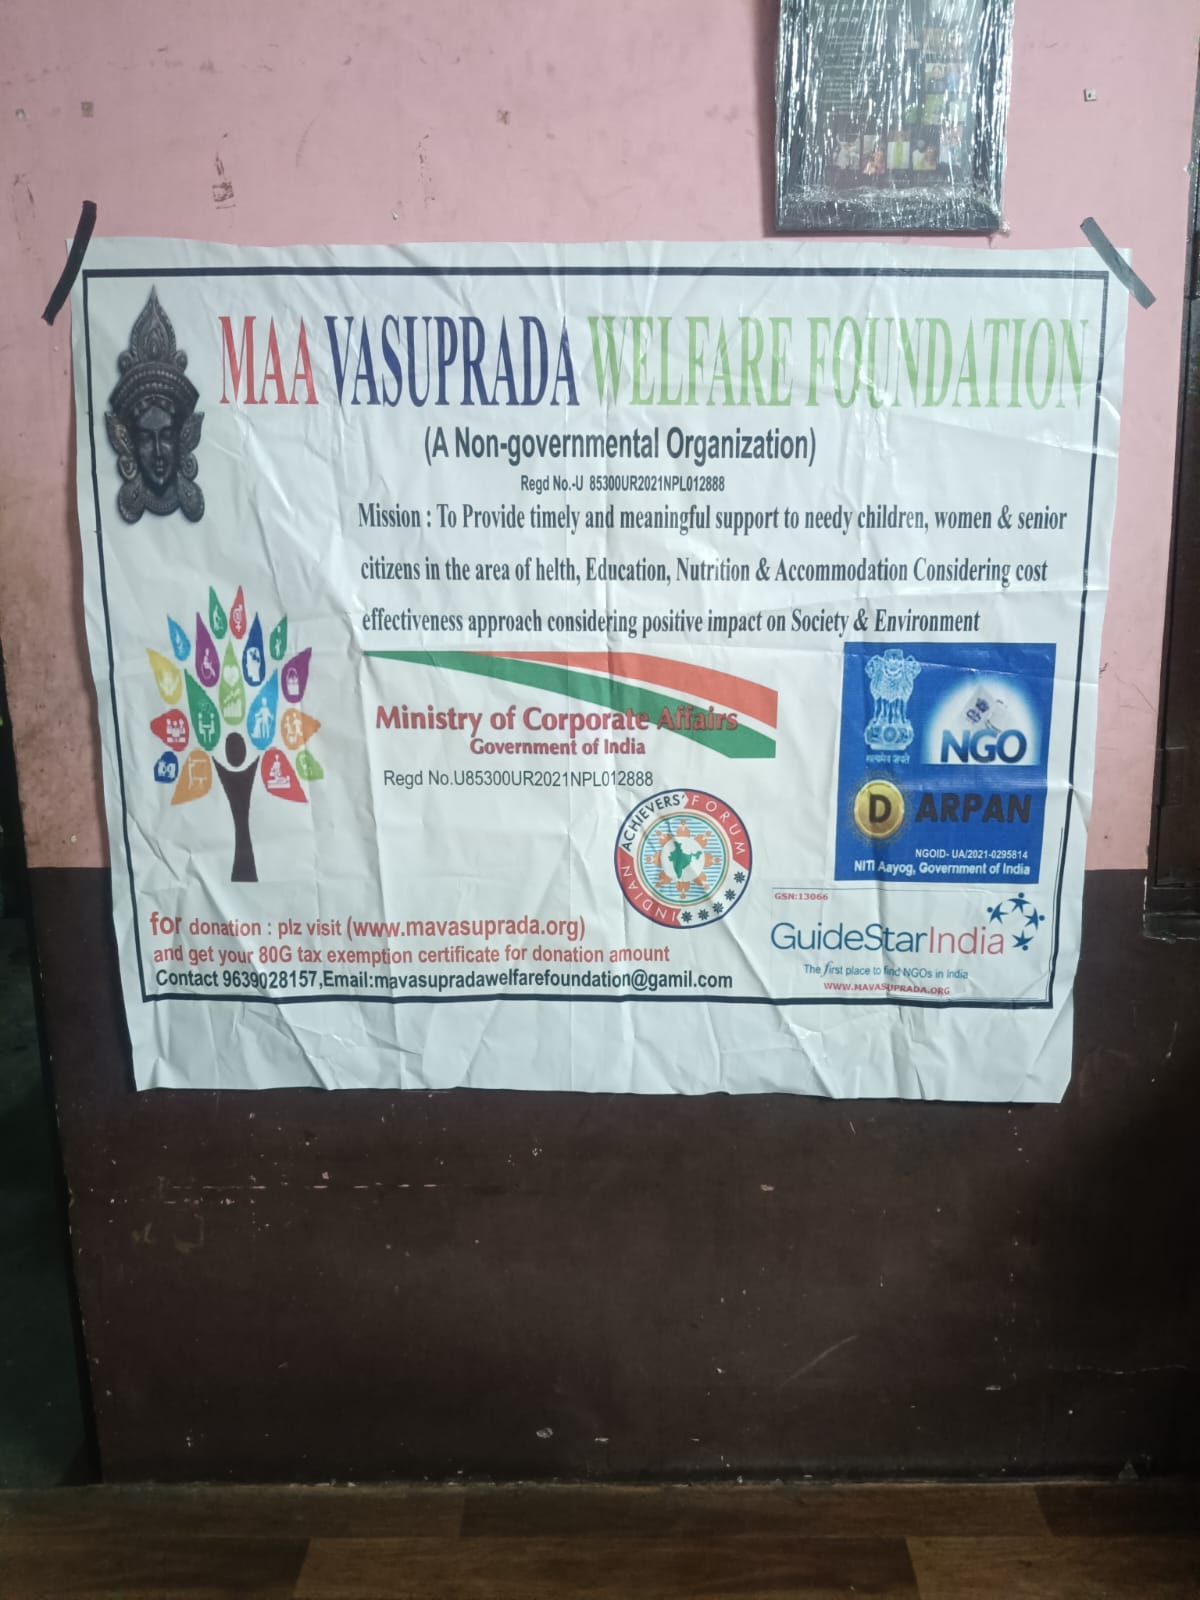 MAA VASUPRADA WELFARE FOUNDATION
(A Non-governmental Organization)
Regd No.-U 85300UR2021NPL012888
Mission : To Provide timely and meaningful support to needy children, women & senior
citizens in the area of helth, Education, Nutrition & Accommodation Considering cost
effectiveness approach considering positive impact on Society & Environment
Ministry of Corporate Affairs
Government of India
Regd No.U85300UR2021NPL012888
INDIAN ACHIEVERS' FORUM
सत्यमेव जयते
NGO
D ARPAN
NGOID- UA/2021-0295814
NITI Aayog, Government of India
GSN:13066
GuideStarIndia
The first place to find NGOs in India
WWW.MAVASUPRADA.ORG
for donation : plz visit (www.mavasuprada.org)
and get your 80G tax exemption certificate for donation amount
Contact 9639028157,Email:mavasupradawelfarefoundation@gamil.com